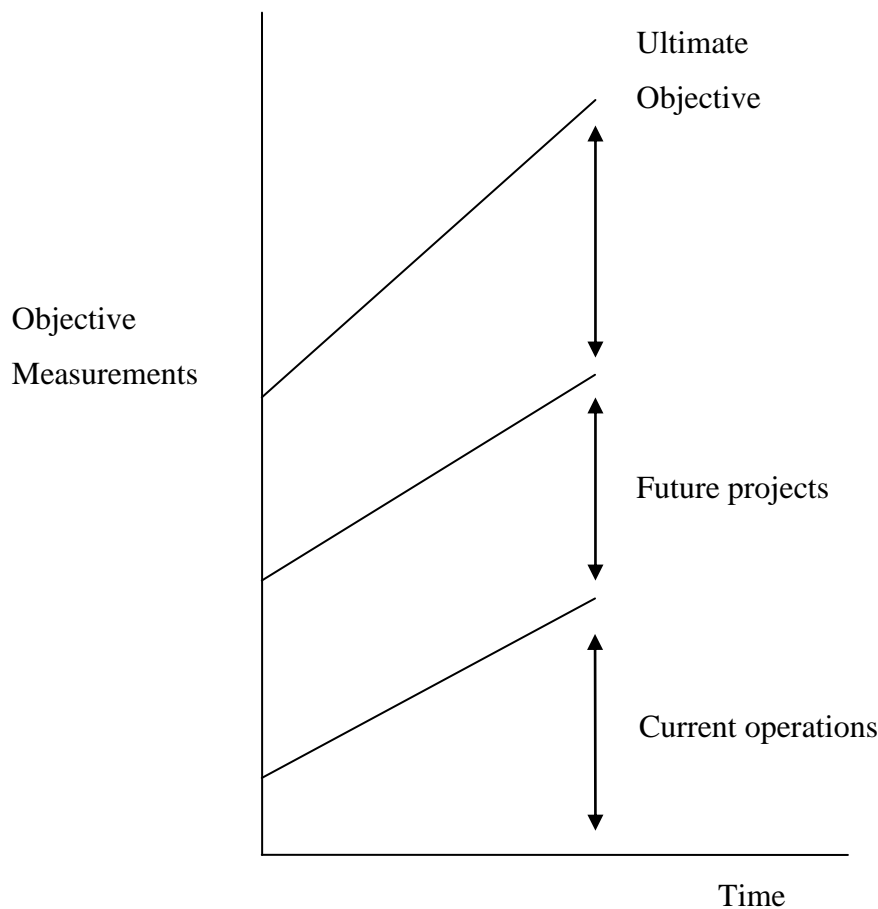 Ultimate
Objective
Objective
Measurements
Future projects
Current operations
Time